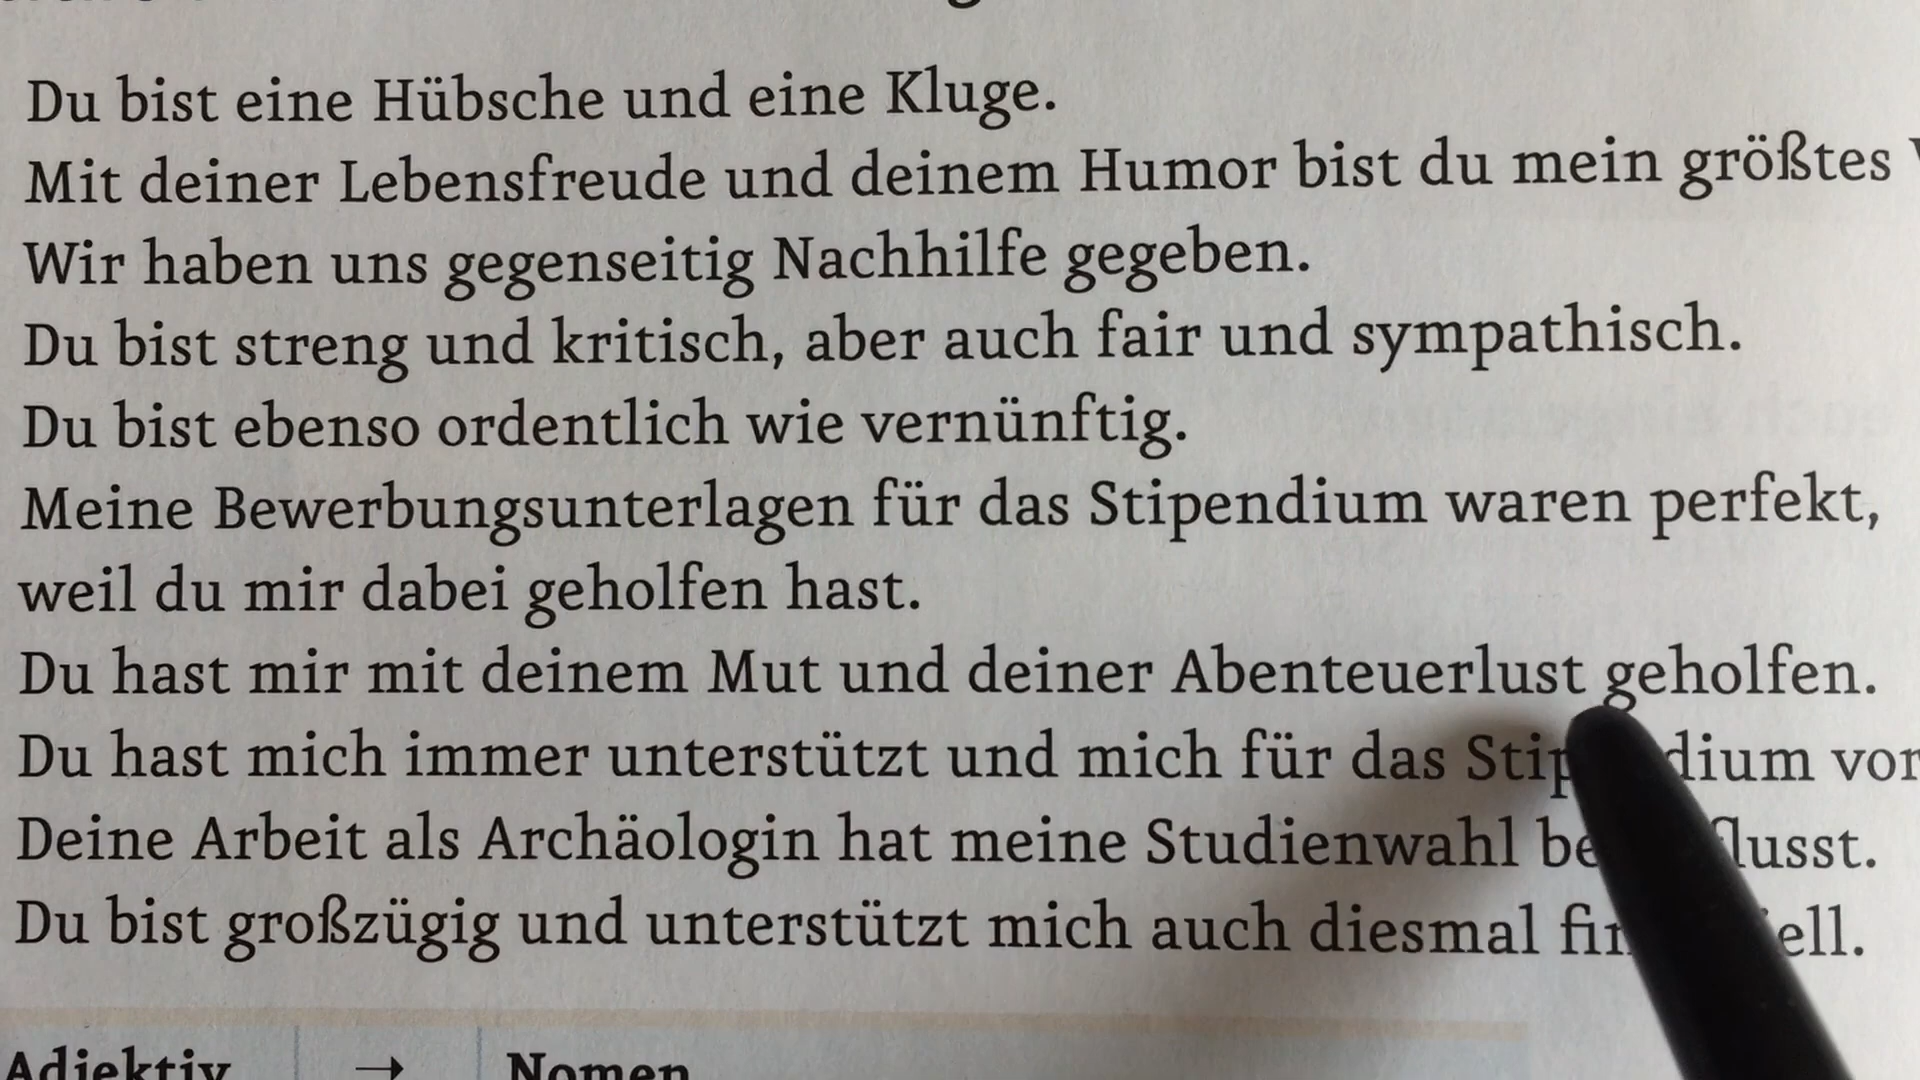 Du bist eine Hübsche und eine Kluge.
Mit deiner Lebensfreude und deinem Humor bist du mein größtes
Wir haben uns gegenseitig Nachhilfe gegeben.
Du bist streng und kritisch, aber auch fair und sympathisch.
Du bist ebenso ordentlich wie vernünftig.
Meine Bewerbungsunterlagen für das Stipendium waren perfekt,
weil du mir dabei geholfen hast.
Du hast mir mit deinem Mut und deiner Abenteuerlust geholfen.
Du hast mich immer unterstützt und mich für das
Deine Arbeit als Archäologin hat meine Studienwahl
Du bist großzügig und unterstützt mich auch diesmal
Adjektiv → Nomen